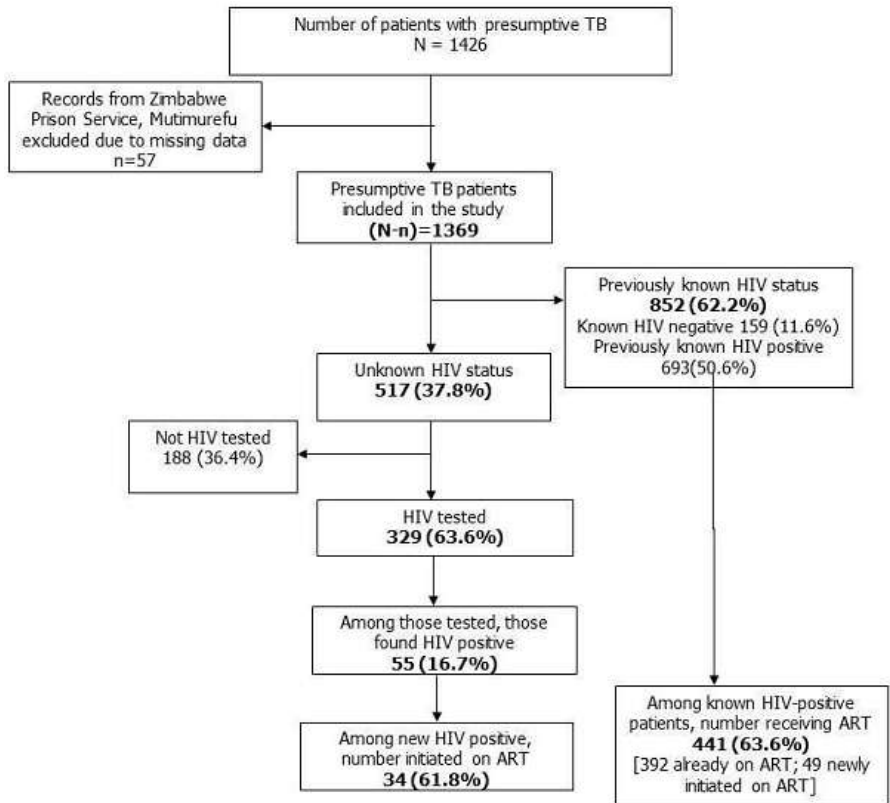 Number of patients with presumptive TB
N = 1426
Records from Zimbabwe
Prison Service, Mutimurefu
excluded due to missing data
n=57
Presumptive TB patients
included in the study
(N-n)=1369
Previously known HIV status
852 (62.2%)
Known HIV negative 159 (11.6%)
Previously known HIV positive
693(50.6%)
Unknown HIV status
517 (37.8%)
Not HIV tested
188 (36.4%)
HIV tested
329 (63.6%)
Among those tested, those
found HIV positive
55 (16.7%)
Among new HIV positive,
number initiated on ART
34 (61.8%)
Among known HIV-positive
patients, number receiving ART
441 (63.6%)
[392 already on ART; 49 newly
initiated on ART]